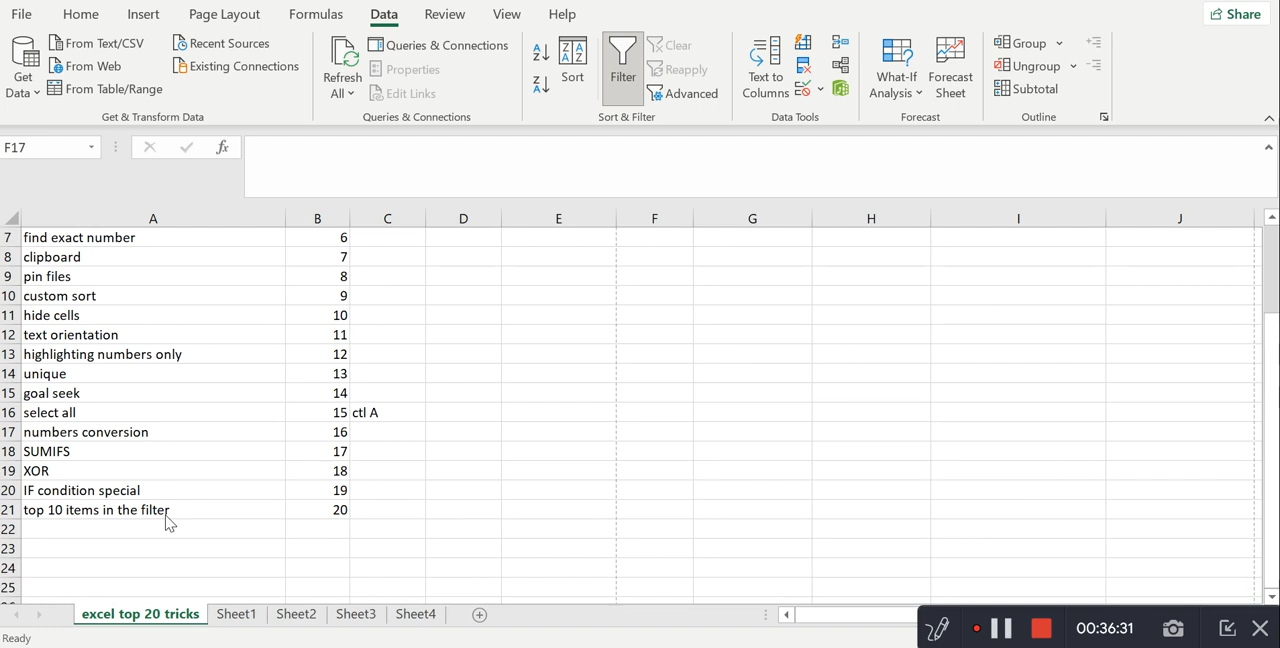 File Home Insert Page Layout Formulas Data Review View Help Share
Get Data
From Text/CSV
From Web
From Table/Range
Recent Sources
Existing Connections
Get & Transform Data
Refresh All
Queries & Connections
Properties
Edit Links
Queries & Connections
Sort
Filter
Clear
Reapply
Advanced
Sort & Filter
Text to Columns
Data Tools
What-If Analysis
Forecast Sheet
Forecast
Group
Ungroup
Subtotal
Outline
F17 fx
A B C D E F G H I J
7 find exact number 6
8 clipboard 7
9 pin files 8
10 custom sort 9
11 hide cells 10
12 text orientation 11
13 highlighting numbers only 12
14 unique 13
15 goal seek 14
16 select all 15 ctl A
17 numbers conversion 16
18 SUMIFS 17
19 XOR 18
20 IF condition special 19
21 top 10 items in the filter 20
22
23
24
25
excel top 20 tricks Sheet1 Sheet2 Sheet3 Sheet4
Ready
00:36:31